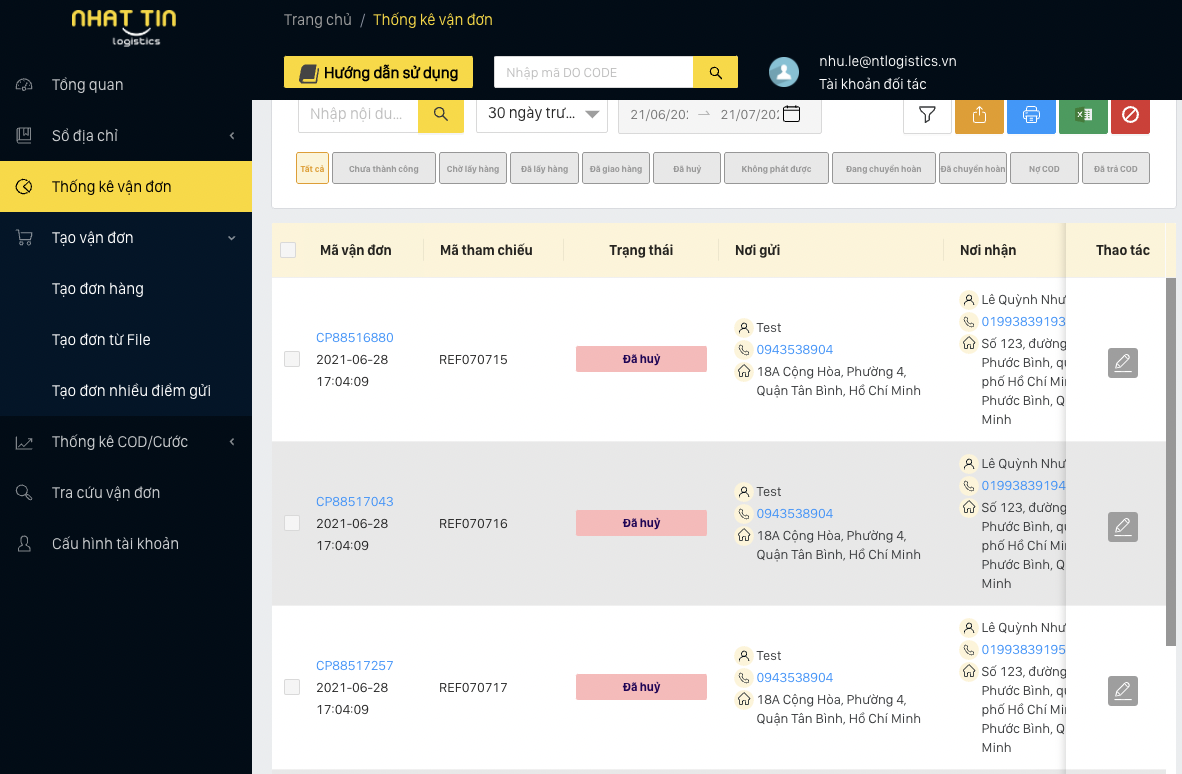 NHAT TIN
logistics
Trang chủ / Thống kê vận đơn
Hướng dẫn sử dụng
Nhập mã DO CODE
nhu.le@ntlogistics.vn
Tài khoản đối tác
Tổng quan
Sổ địa chỉ
Thống kê vận đơn
Tạo vận đơn
Tạo đơn hàng
Tạo đơn từ File
Tạo đơn nhiều điểm gửi
Thống kê COD/Cước
Tra cứu vận đơn
Cấu hình tài khoản
Nhập nội du...
30 ngày trư...
21/06/202 → 21/07/202
Tất cả
Chưa thành công
Chờ lấy hàng
Đã lấy hàng
Đã giao hàng
Đã huỷ
Không phát được
Đang chuyển hoàn
Đã chuyển hoàn
Nợ COD
Đã trả COD
Mã vận đơn
Mã tham chiếu
Trạng thái
Nơi gửi
Nơi nhận
Thao tác
CP88516880
2021-06-28
17:04:09
REF070715
Đã huỷ
Test
0943538904
18A Cộng Hòa, Phường 4,
Quận Tân Bình, Hồ Chí Minh
Lê Quỳnh Như
01993839193
Số 123, đường
Phước Bình, qu
phố Hồ Chí Min
Phước Bình, Q
Minh
CP88517043
2021-06-28
17:04:09
REF070716
Đã huỷ
Test
0943538904
18A Cộng Hòa, Phường 4,
Quận Tân Bình, Hồ Chí Minh
Lê Quỳnh Như
01993839194
Số 123, đường
Phước Bình, qu
phố Hồ Chí Min
Phước Bình, Q
Minh
CP88517257
2021-06-28
17:04:09
REF070717
Đã huỷ
Test
0943538904
18A Cộng Hòa, Phường 4,
Quận Tân Bình, Hồ Chí Minh
Lê Quỳnh Như
01993839195
Số 123, đường
Phước Bình, qu
phố Hồ Chí Min
Phước Bình, Q
Minh